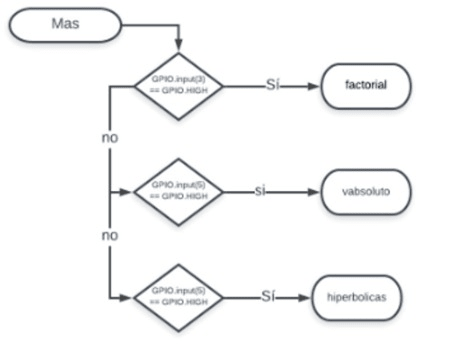 Mas
GPIO.input(3)
== GPIO.HIGH
Sí
factorial
no
GPIO.input(5)
== GPIO.HIGH
si
vabsoluto
no
GPIO.input(5)
== GPIO.HIGH
Sí
hiperbolicas